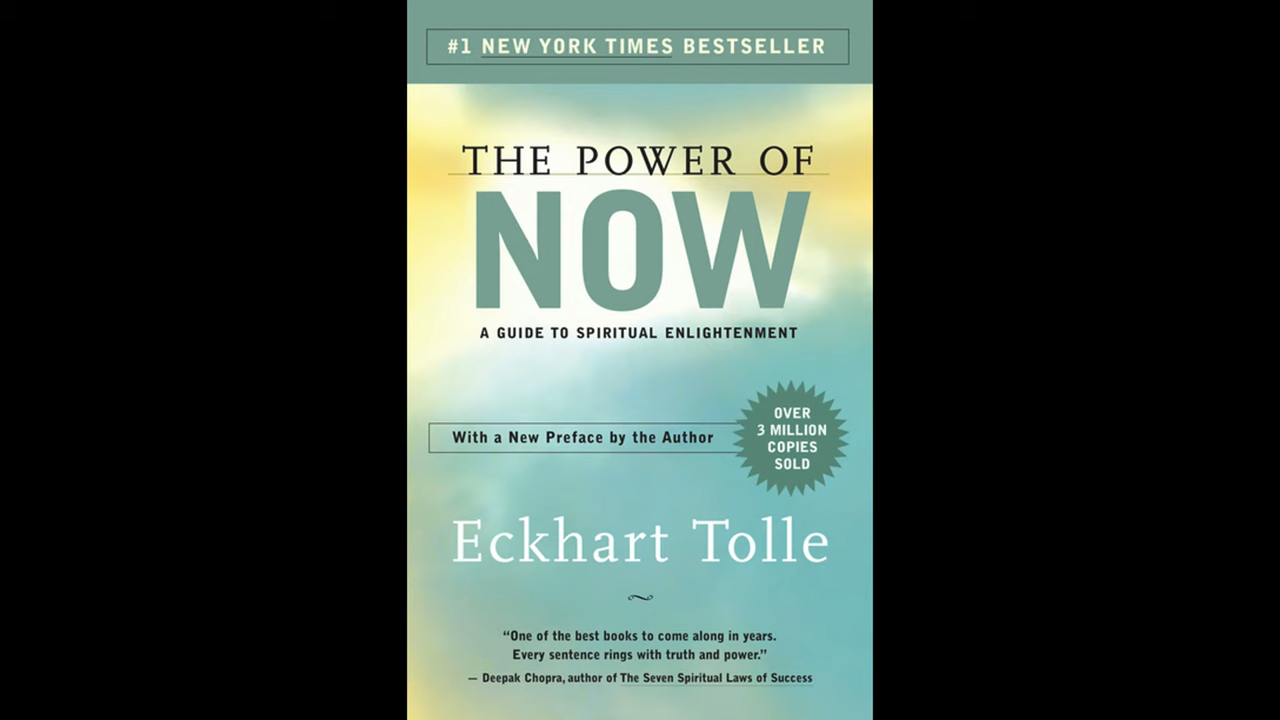 #1 NEW YORK TIMES BESTSELLER
THE POWER OF
NOW
A GUIDE TO SPIRITUAL ENLIGHTENMENT
With a New Preface by the Author
OVER
3 MILLION
COPIES
SOLD
Eckhart Tolle
“One of the best books to come along in years.
Every sentence rings with truth and power.”
— Deepak Chopra, author of The Seven Spiritual Laws of Success